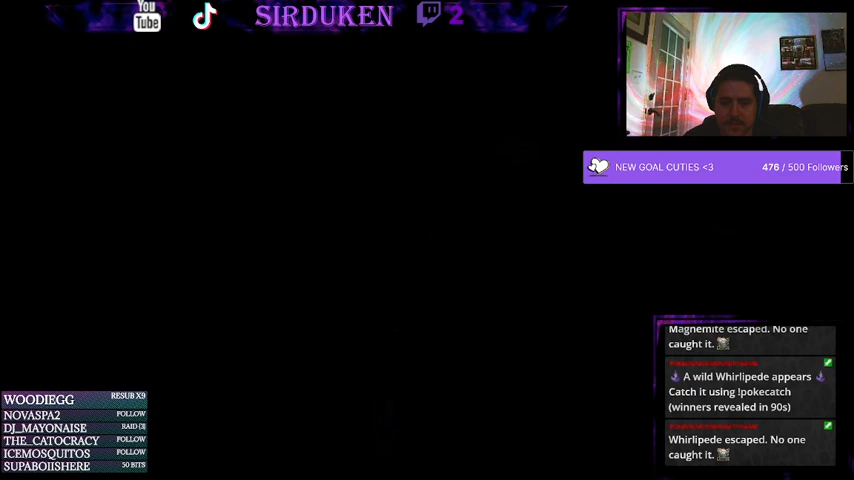 You
Tube
SIRDUKEN
2
NEW GOAL CUTIES <3
476 / 500 Followers
Magnemite escaped. No one
caught it.
A wild Whirlipede appears
Catch it using !pokecatch
(winners revealed in 90s)
Whirlipede escaped. No one
caught it.
WOODIEGG RESUB X9
NOVASPA2 FOLLOW
DJ_MAYONAISE RAID (3)
THE_CATOCRACY FOLLOW
ICEMOSQUITOS FOLLOW
SUPABOIISHERE 50 BITS